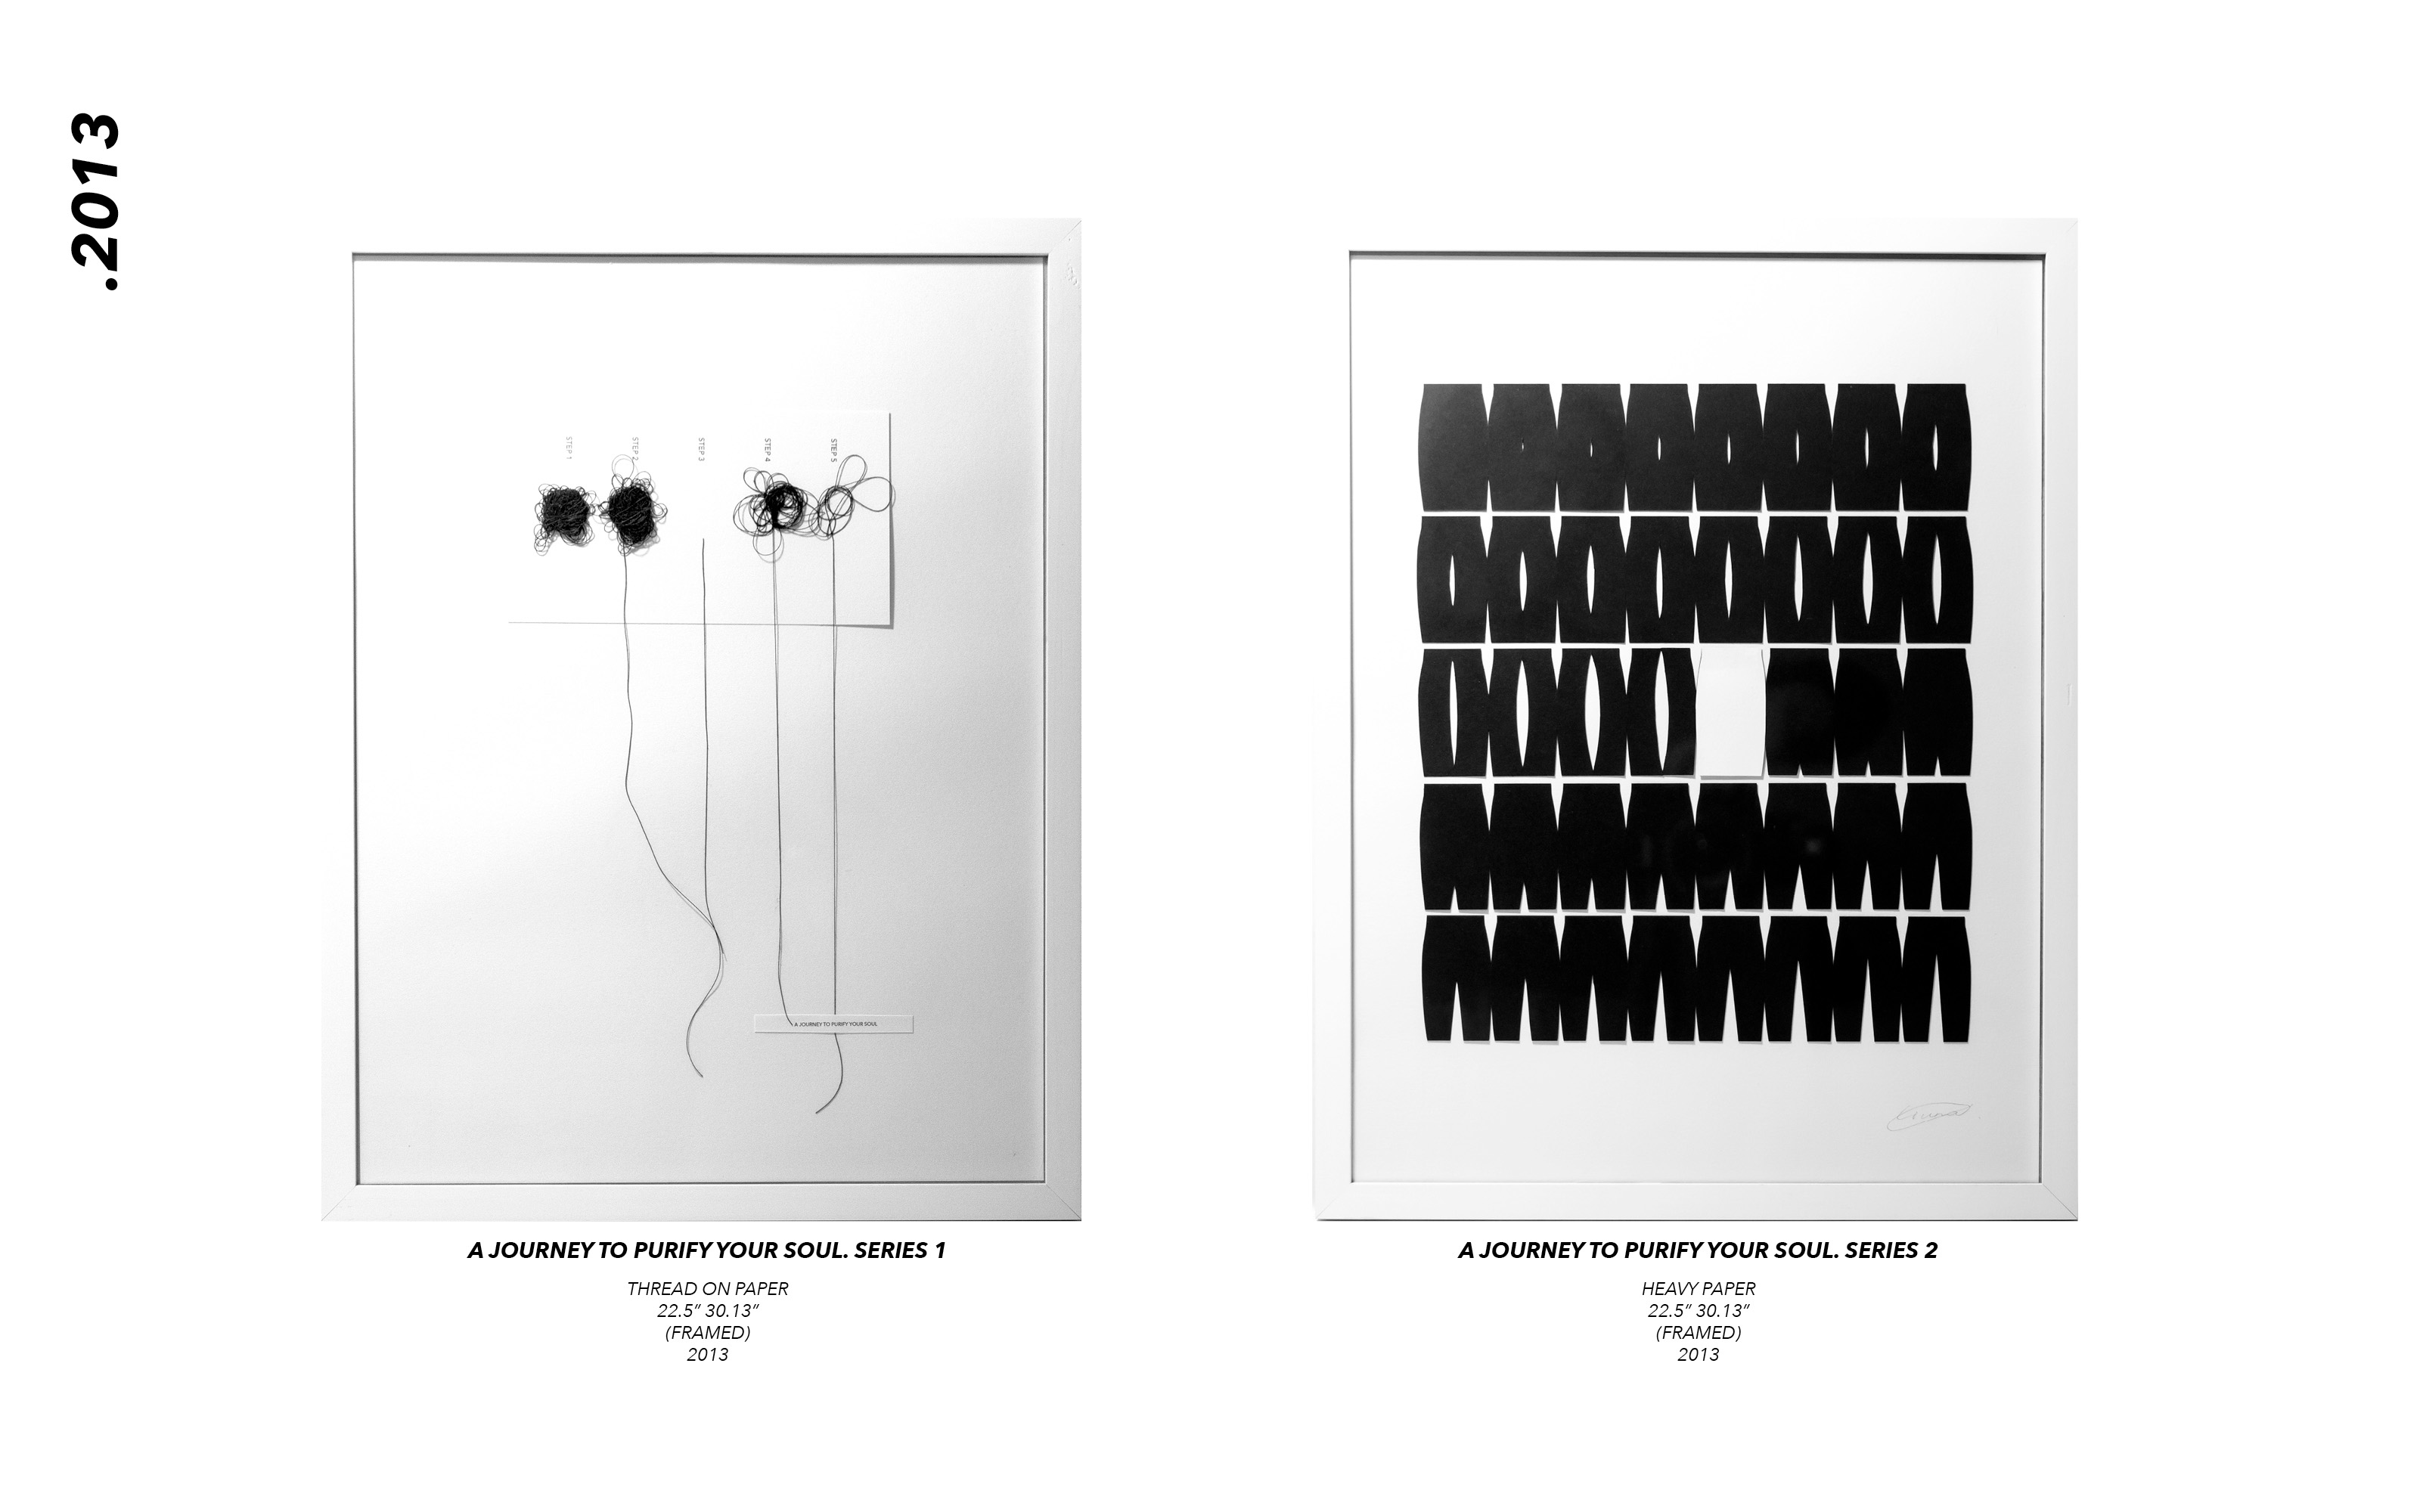 .2013
STEP 1
STEP 2
STEP 3
STEP 4
STEP 5
A JOURNEY TO PURIFY YOUR SOUL
A JOURNEY TO PURIFY YOUR SOUL. SERIES 1
THREAD ON PAPER
22.5” 30.13”
(FRAMED)
2013
A JOURNEY TO PURIFY YOUR SOUL. SERIES 2
HEAVY PAPER
22.5” 30.13”
(FRAMED)
2013